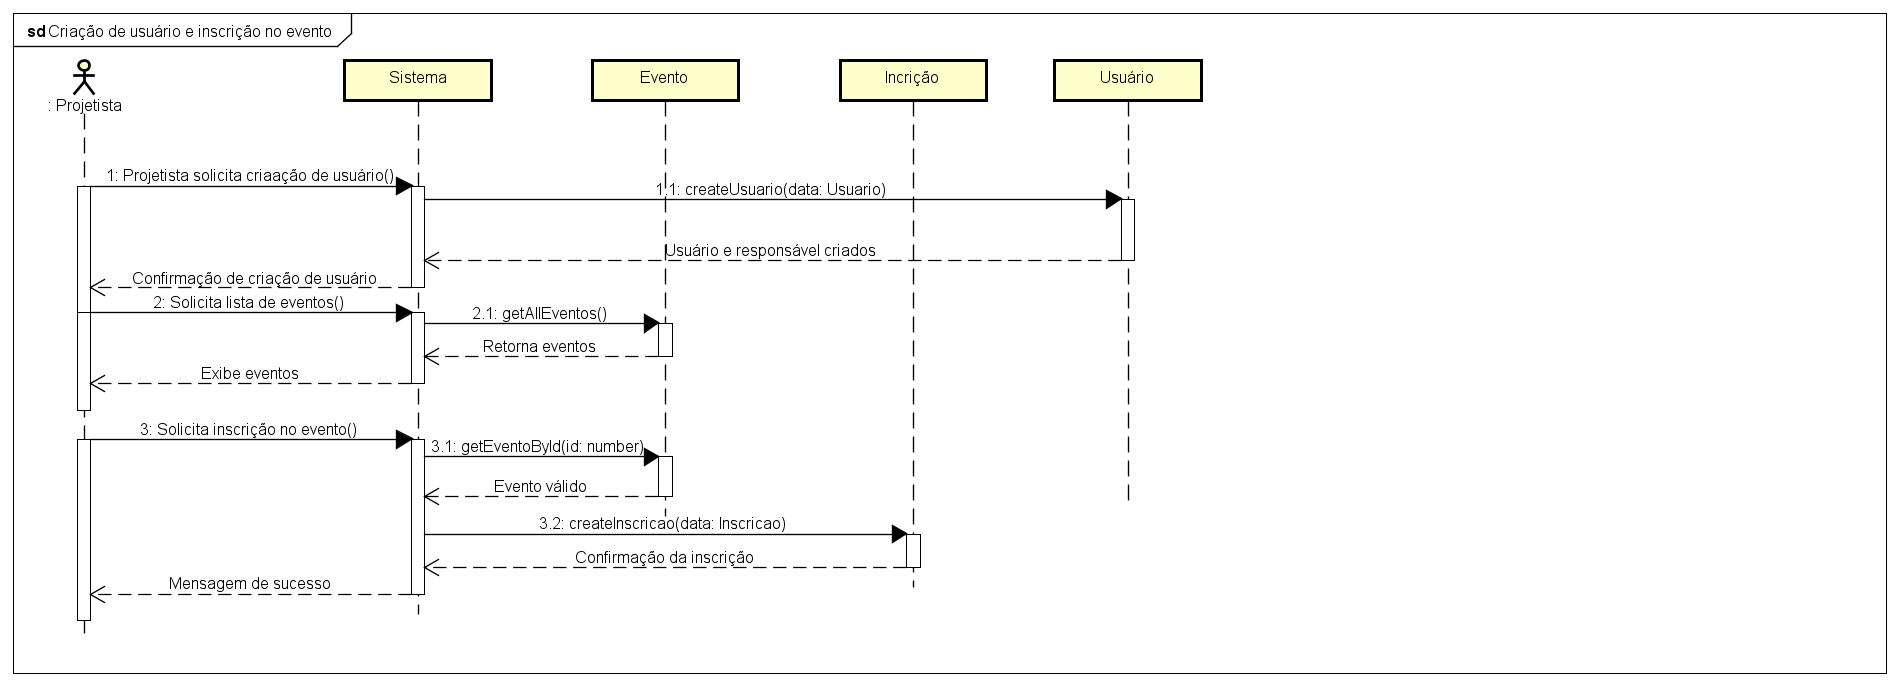 sd Criação de usuário e inscrição no evento
: Projetista
Sistema
Evento
Incrição
Usuário
1: Projetista solicita criaação de usuário()
1.1: createUsuario(data: Usuario)
Usuário e responsável criados
Confirmação de criação de usuário
2: Solicita lista de eventos()
2.1: getAllEventos()
Retorna eventos
Exibe eventos
3: Solicita inscrição no evento()
3.1: getEventoById(id: number)
Evento válido
3.2: createInscricao(data: Inscricao)
Confirmação da inscrição
Mensagem de sucesso